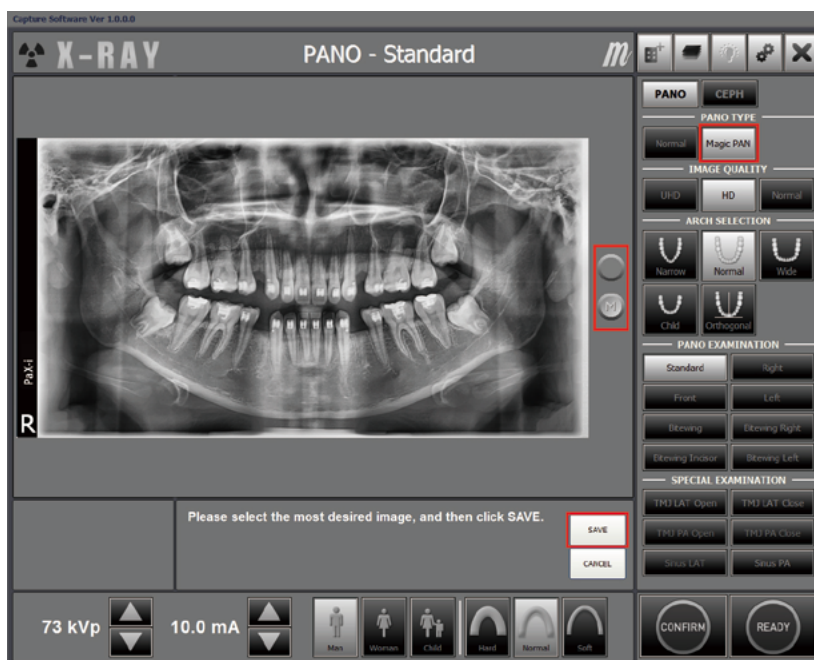 Capture Software Ver 1.0.0.0
X-RAY
PANO - Standard
m
PANO CEPH
PANO TYPE
Normal Magic PAN
IMAGE QUALITY
UHD HD Normal
ARCH SELECTION
Narrow Normal Wide
Child Orthogonal
PANO EXAMINATION
Standard Right
Front Left
Bitewing Bitewing Right
Bitewing Incisor Bitewing Left
SPECIAL EXAMINATION
TMJ LAT Open TMJ LAT Close
TMJ PA Open TMJ PA Close
Sinus LAT Sinus PA
M
PaX-i
R
Please select the most desired image, and then click SAVE.
SAVE
CANCEL
73 kVp 10.0 mA
Man Woman Child Hard Normal Soft
CONFIRM READY